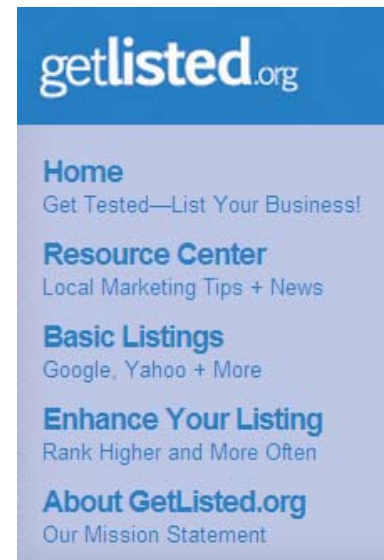 getlisted.org
Home
Get Tested—List Your Business!
Resource Center
Local Marketing Tips + News
Basic Listings
Google, Yahoo + More
Enhance Your Listing
Rank Higher and More Often
About GetListed.org
Our Mission Statement